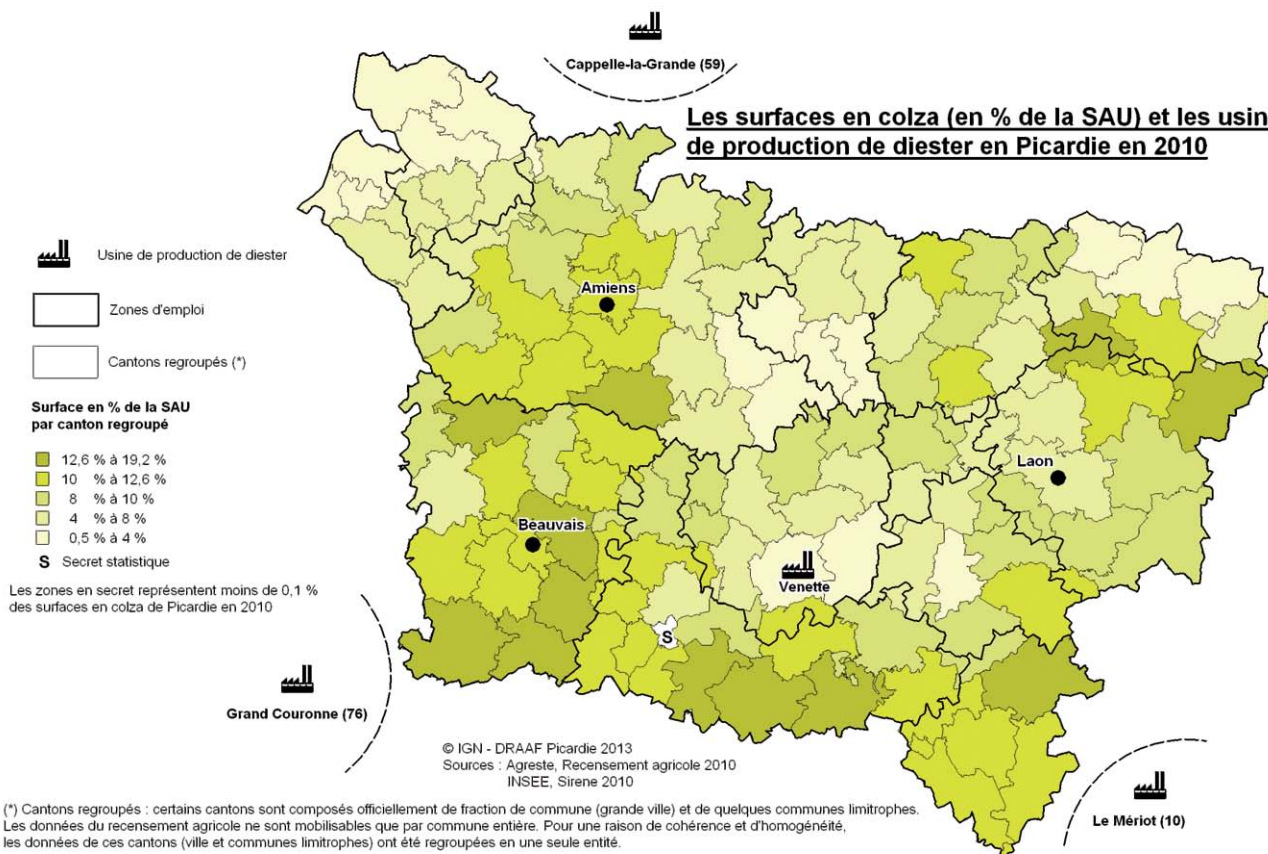 Cappelle-la-Grande (59)
Les surfaces en colza (en % de la SAU) et les usin
de production de diester en Picardie en 2010
Usine de production de diester
Zones d'emploi
Cantons regroupés (*)
Surface en % de la SAU
par canton regroupé
12,6 % à 19,2 %
10 % à 12,6 %
8 % à 10 %
4 % à 8 %
0,5 % à 4 %
S Secret statistique
Les zones en secret représentent moins de 0,1 %
des surfaces en colza de Picardie en 2010
Amiens
Laon
Beauvais
Venette
S
Grand Couronne (76)
Le Mériot (10)
© IGN - DRAAF Picardie 2013
Sources : Agreste, Recensement agricole 2010
INSEE, Sirene 2010
(*) Cantons regroupés : certains cantons sont composés officiellement de fraction de commune (grande ville) et de quelques communes limitrophes.
Les données du recensement agricole ne sont mobilisables que par commune entière. Pour une raison de cohérence et d'homogénéité,
les données de ces cantons (ville et communes limitrophes) ont été regroupées en une seule entité.